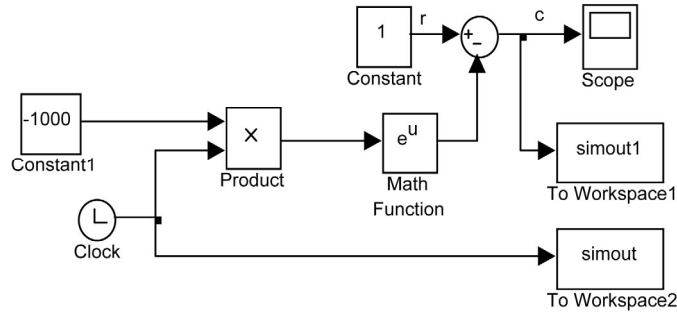 1
r
+
−
c
Constant
Scope
-1000
Constant1
×
Product
e^u
Math
Function
simout1
To Workspace1
Clock
simout
To Workspace2